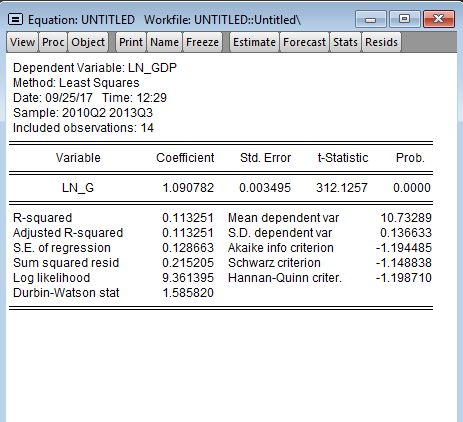 Equation: UNTITLED Workfile: UNTITLED::Untitled\
View Proc Object Print Name Freeze Estimate Forecast Stats Resids
Dependent Variable: LN_GDP
Method: Least Squares
Date: 09/25/17 Time: 12:29
Sample: 2010Q2 2013Q3
Included observations: 14
Variable Coefficient Std. Error t-Statistic Prob.
LN_G 1.090782 0.003495 312.1257 0.0000
R-squared 0.113251 Mean dependent var 10.73289
Adjusted R-squared 0.113251 S.D. dependent var 0.136633
S.E. of regression 0.128663 Akaike info criterion -1.194485
Sum squared resid 0.215205 Schwarz criterion -1.148838
Log likelihood 9.361395 Hannan-Quinn criter. -1.198710
Durbin-Watson stat 1.585820